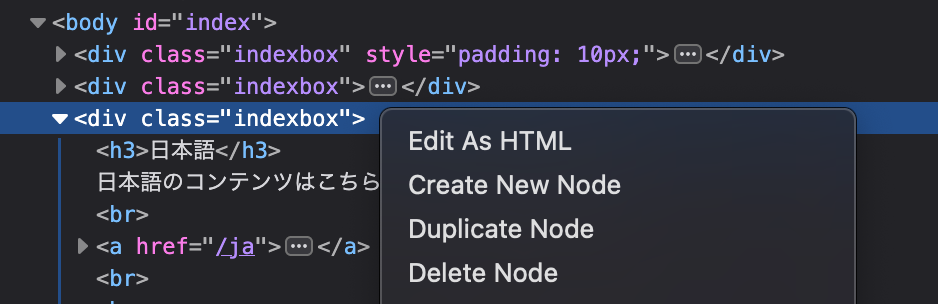 <body id="index">
<div class="indexbox" style="padding: 10px;">…</div>
<div class="indexbox">…</div>
<div class="indexbox">
Edit As HTML
<h3>日本語</h3>
日本語のコンテンツはこちら
Create New Node
<br>
Duplicate Node
<a href="/ja">…</a>
Delete Node
<br>